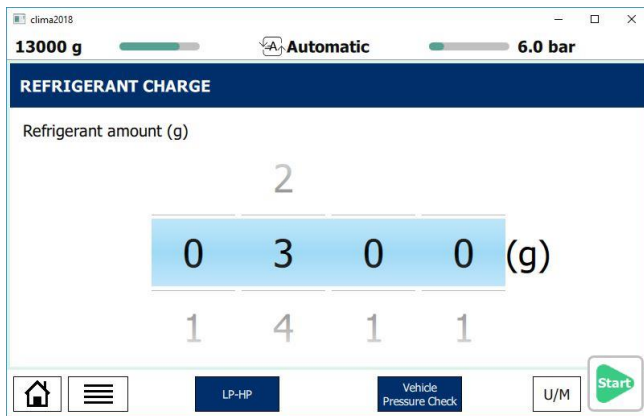 clima2018
13000 g A Automatic 6.0 bar
REFRIGERANT CHARGE
Refrigerant amount (g)
2
0 3 0 0 (g)
1 4 1 1
LP-HP Vehicle Pressure Check U/M Start